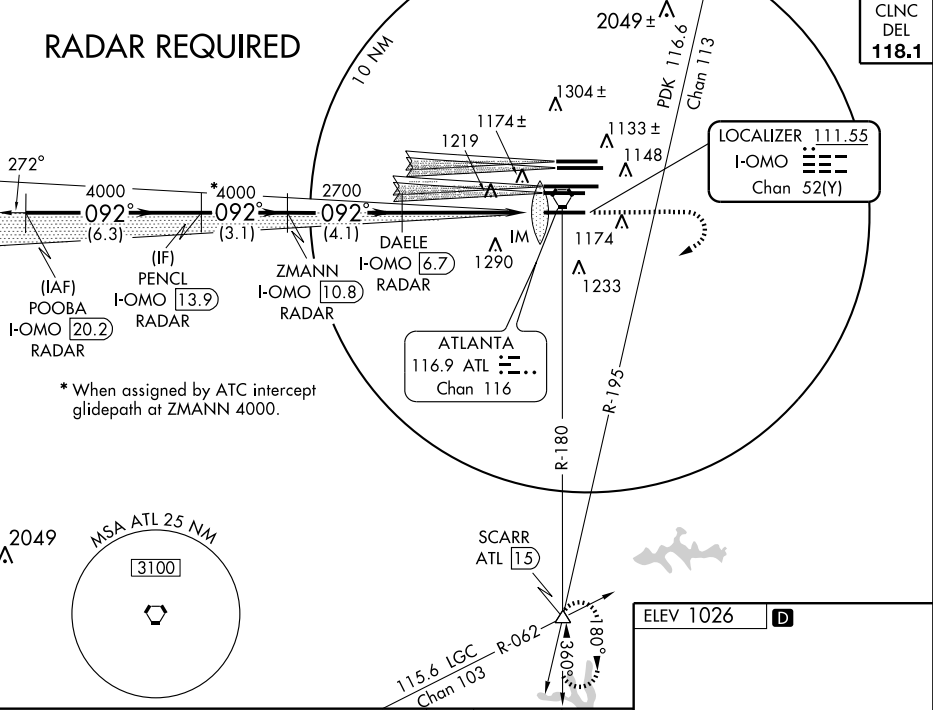 CLNC
DEL
118.1
RADAR REQUIRED
10 NM
2049 ±
PDK 116.6
Chan 113
1304 ±
1174 ±
1133 ±
1219
1148
LOCALIZER 111.55
I-OMO
Chan 52(Y)
272°
4000
*4000
2700
092°
092°
092°
(6.3)
(3.1)
(4.1)
IM
1174
1290
1233
(IAF)
POOBA
I-OMO 20.2
RADAR
(IF)
PENCL
I-OMO 13.9
RADAR
ZMANN
I-OMO 10.8
RADAR
DAELE
I-OMO 6.7
RADAR
ATLANTA
116.9 ATL
Chan 116
* When assigned by ATC intercept
glidepath at ZMANN 4000.
R-195
R-180
2049
MSA ATL 25 NM
3100
SCARR
ATL 15
115.6 LGC
Chan 103
R-062
360°
180°
ELEV 1026
D